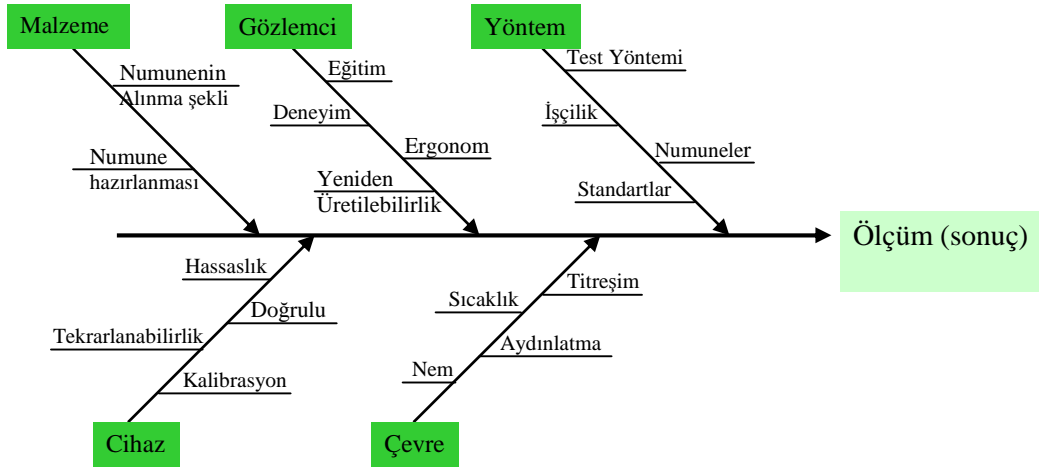 Malzeme
Gözlemci
Yöntem
Numunenin
Alınma şekli
Numune
hazırlanması
Eğitim
Deneyim
Ergonom
Yeniden
Üretilebilirlik
Test Yöntemi
İşçilik
Numuneler
Standartlar
Ölçüm (sonuç)
Hassaslık
Doğrulu
Tekrarlanabilirlik
Kalibrasyon
Titreşim
Sıcaklık
Aydınlatma
Nem
Cihaz
Çevre